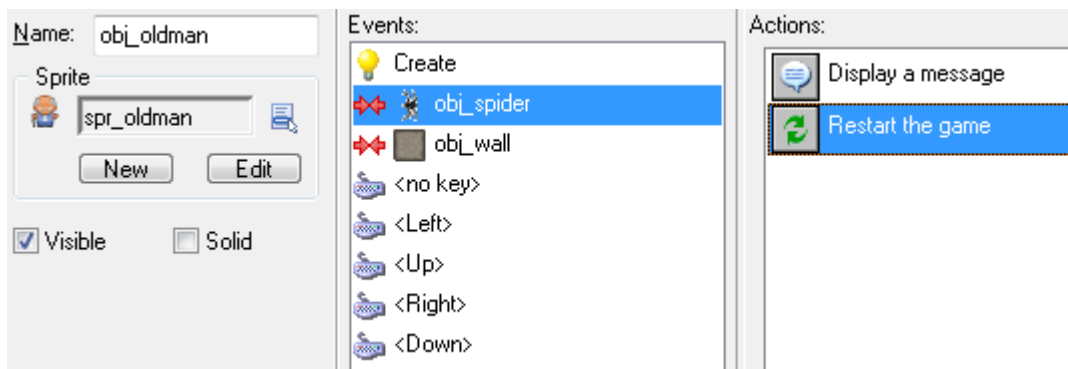 Name: obj_oldman
Sprite
spr_oldman
New Edit
Visible Solid
Events:
Create
obj_spider
obj_wall
<no key>
<Left>
<Up>
<Right>
<Down>
Actions:
Display a message
Restart the game